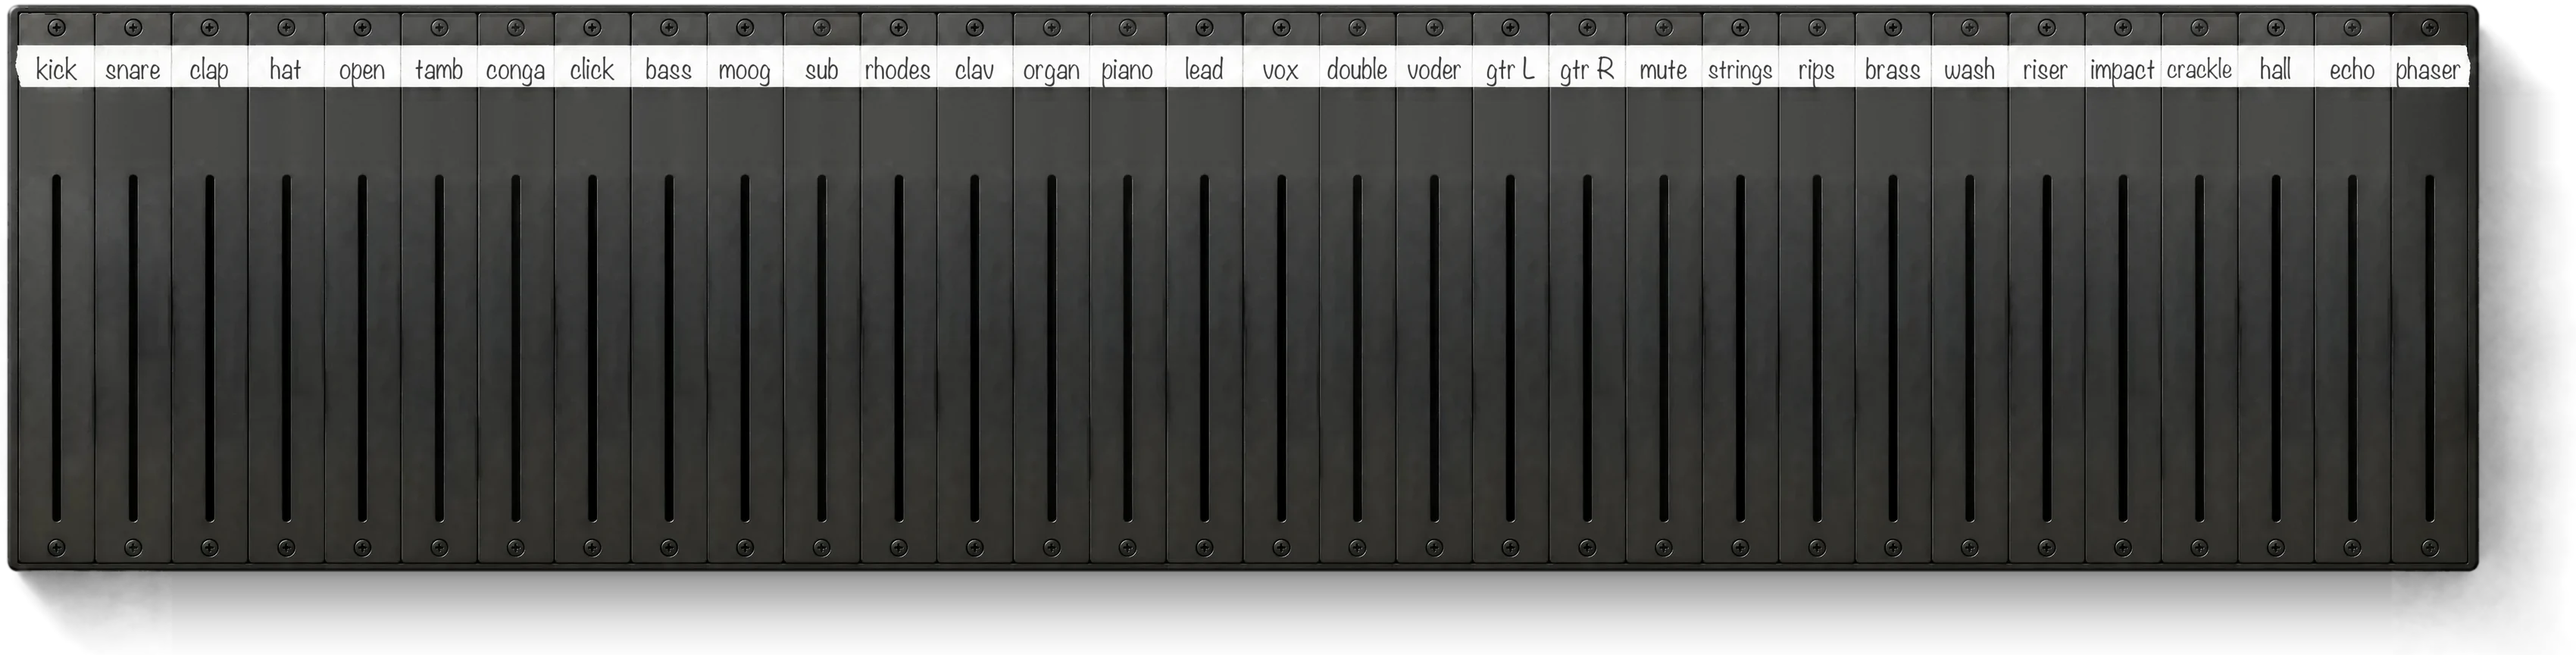 kick snare clap hat open tamb conga click bass moog sub rhodes clav organ piano lead vox double voder gtr L gtr R mute strings rips brass wash riser impact crackle hall echo phaser